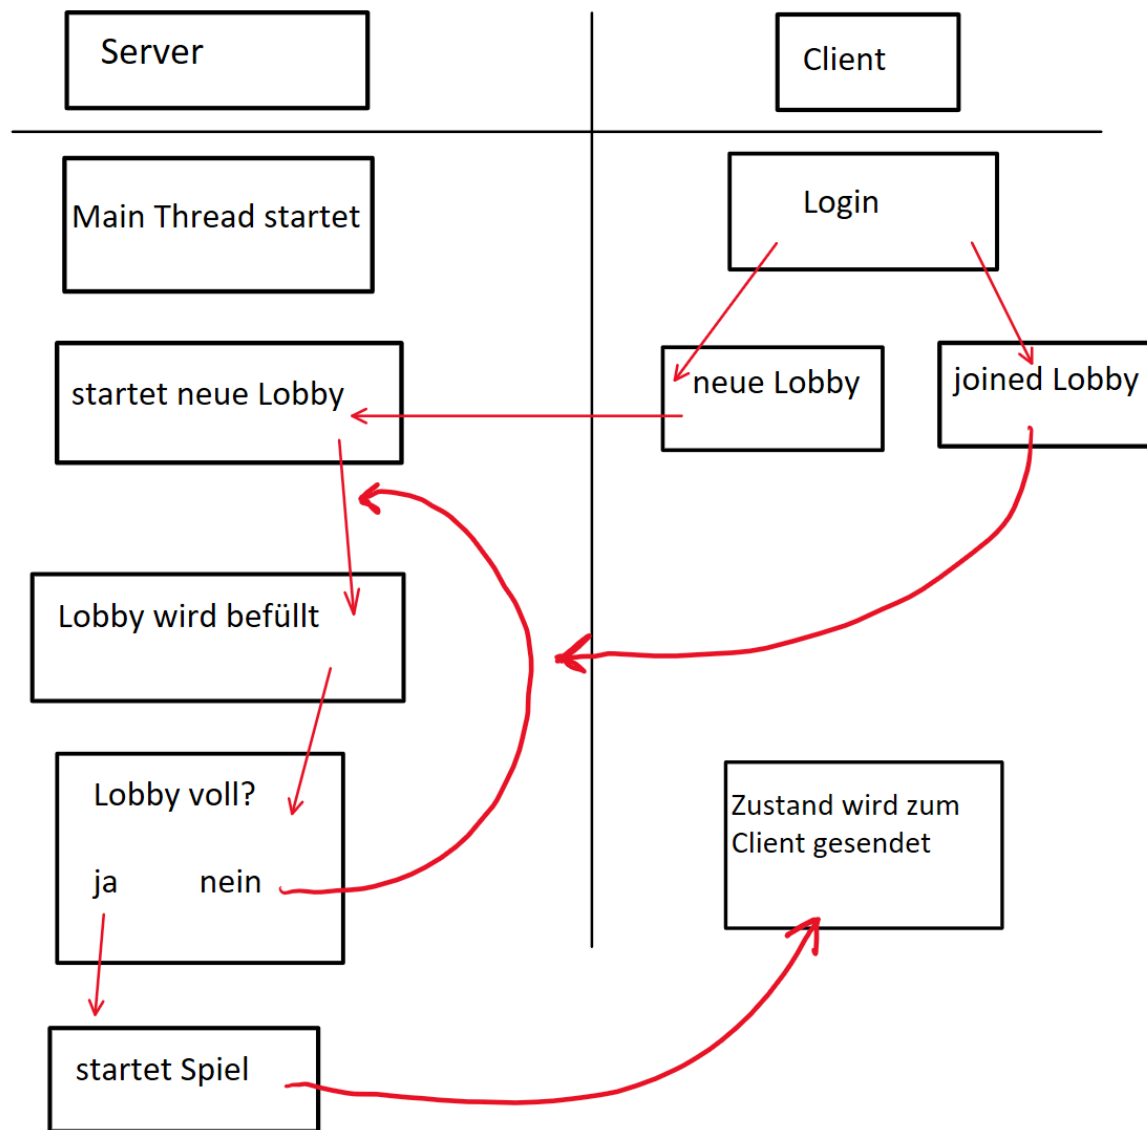 Server
Client
Main Thread startet
Login
startet neue Lobby
neue Lobby
joined Lobby
Lobby wird befüllt
Lobby voll?
ja nein
Zustand wird zum
Client gesendet
startet Spiel